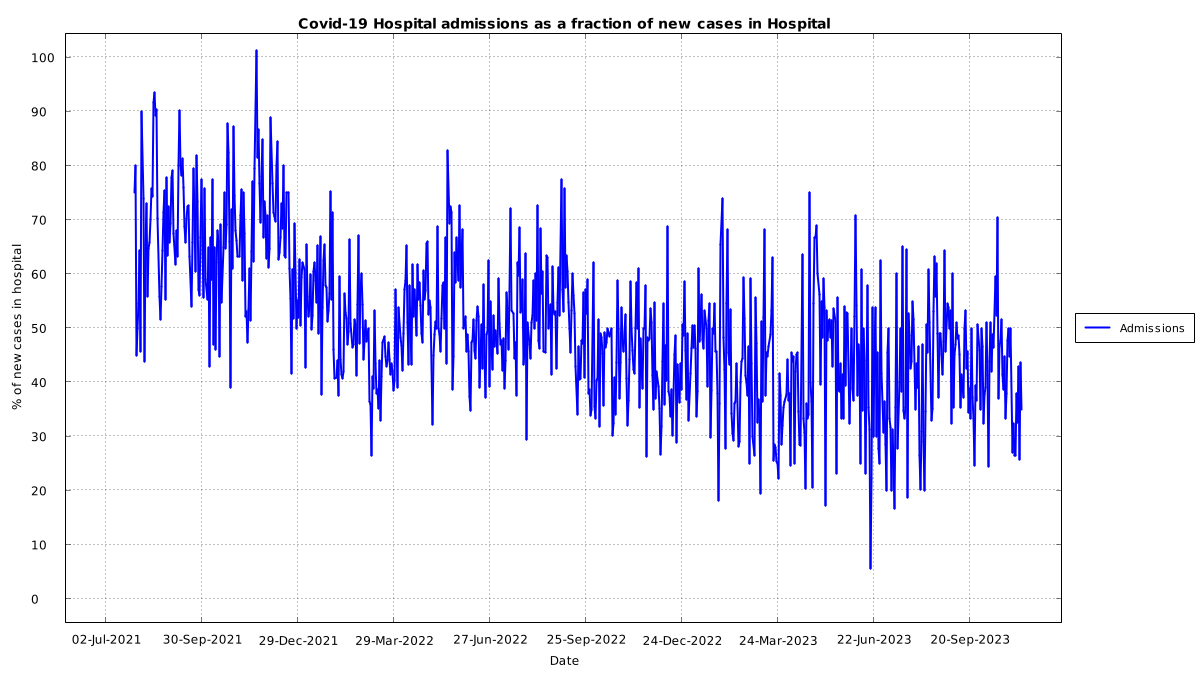 Covid-19 Hospital admissions as a fraction of new cases in Hospital
% of new cases in hospital
100
90
80
70
60
50
40
30
20
10
0
02-Jul-2021 30-Sep-2021 29-Dec-2021 29-Mar-2022 27-Jun-2022 25-Sep-2022 24-Dec-2022 24-Mar-2023 22-Jun-2023 20-Sep-2023
Date
Admissions